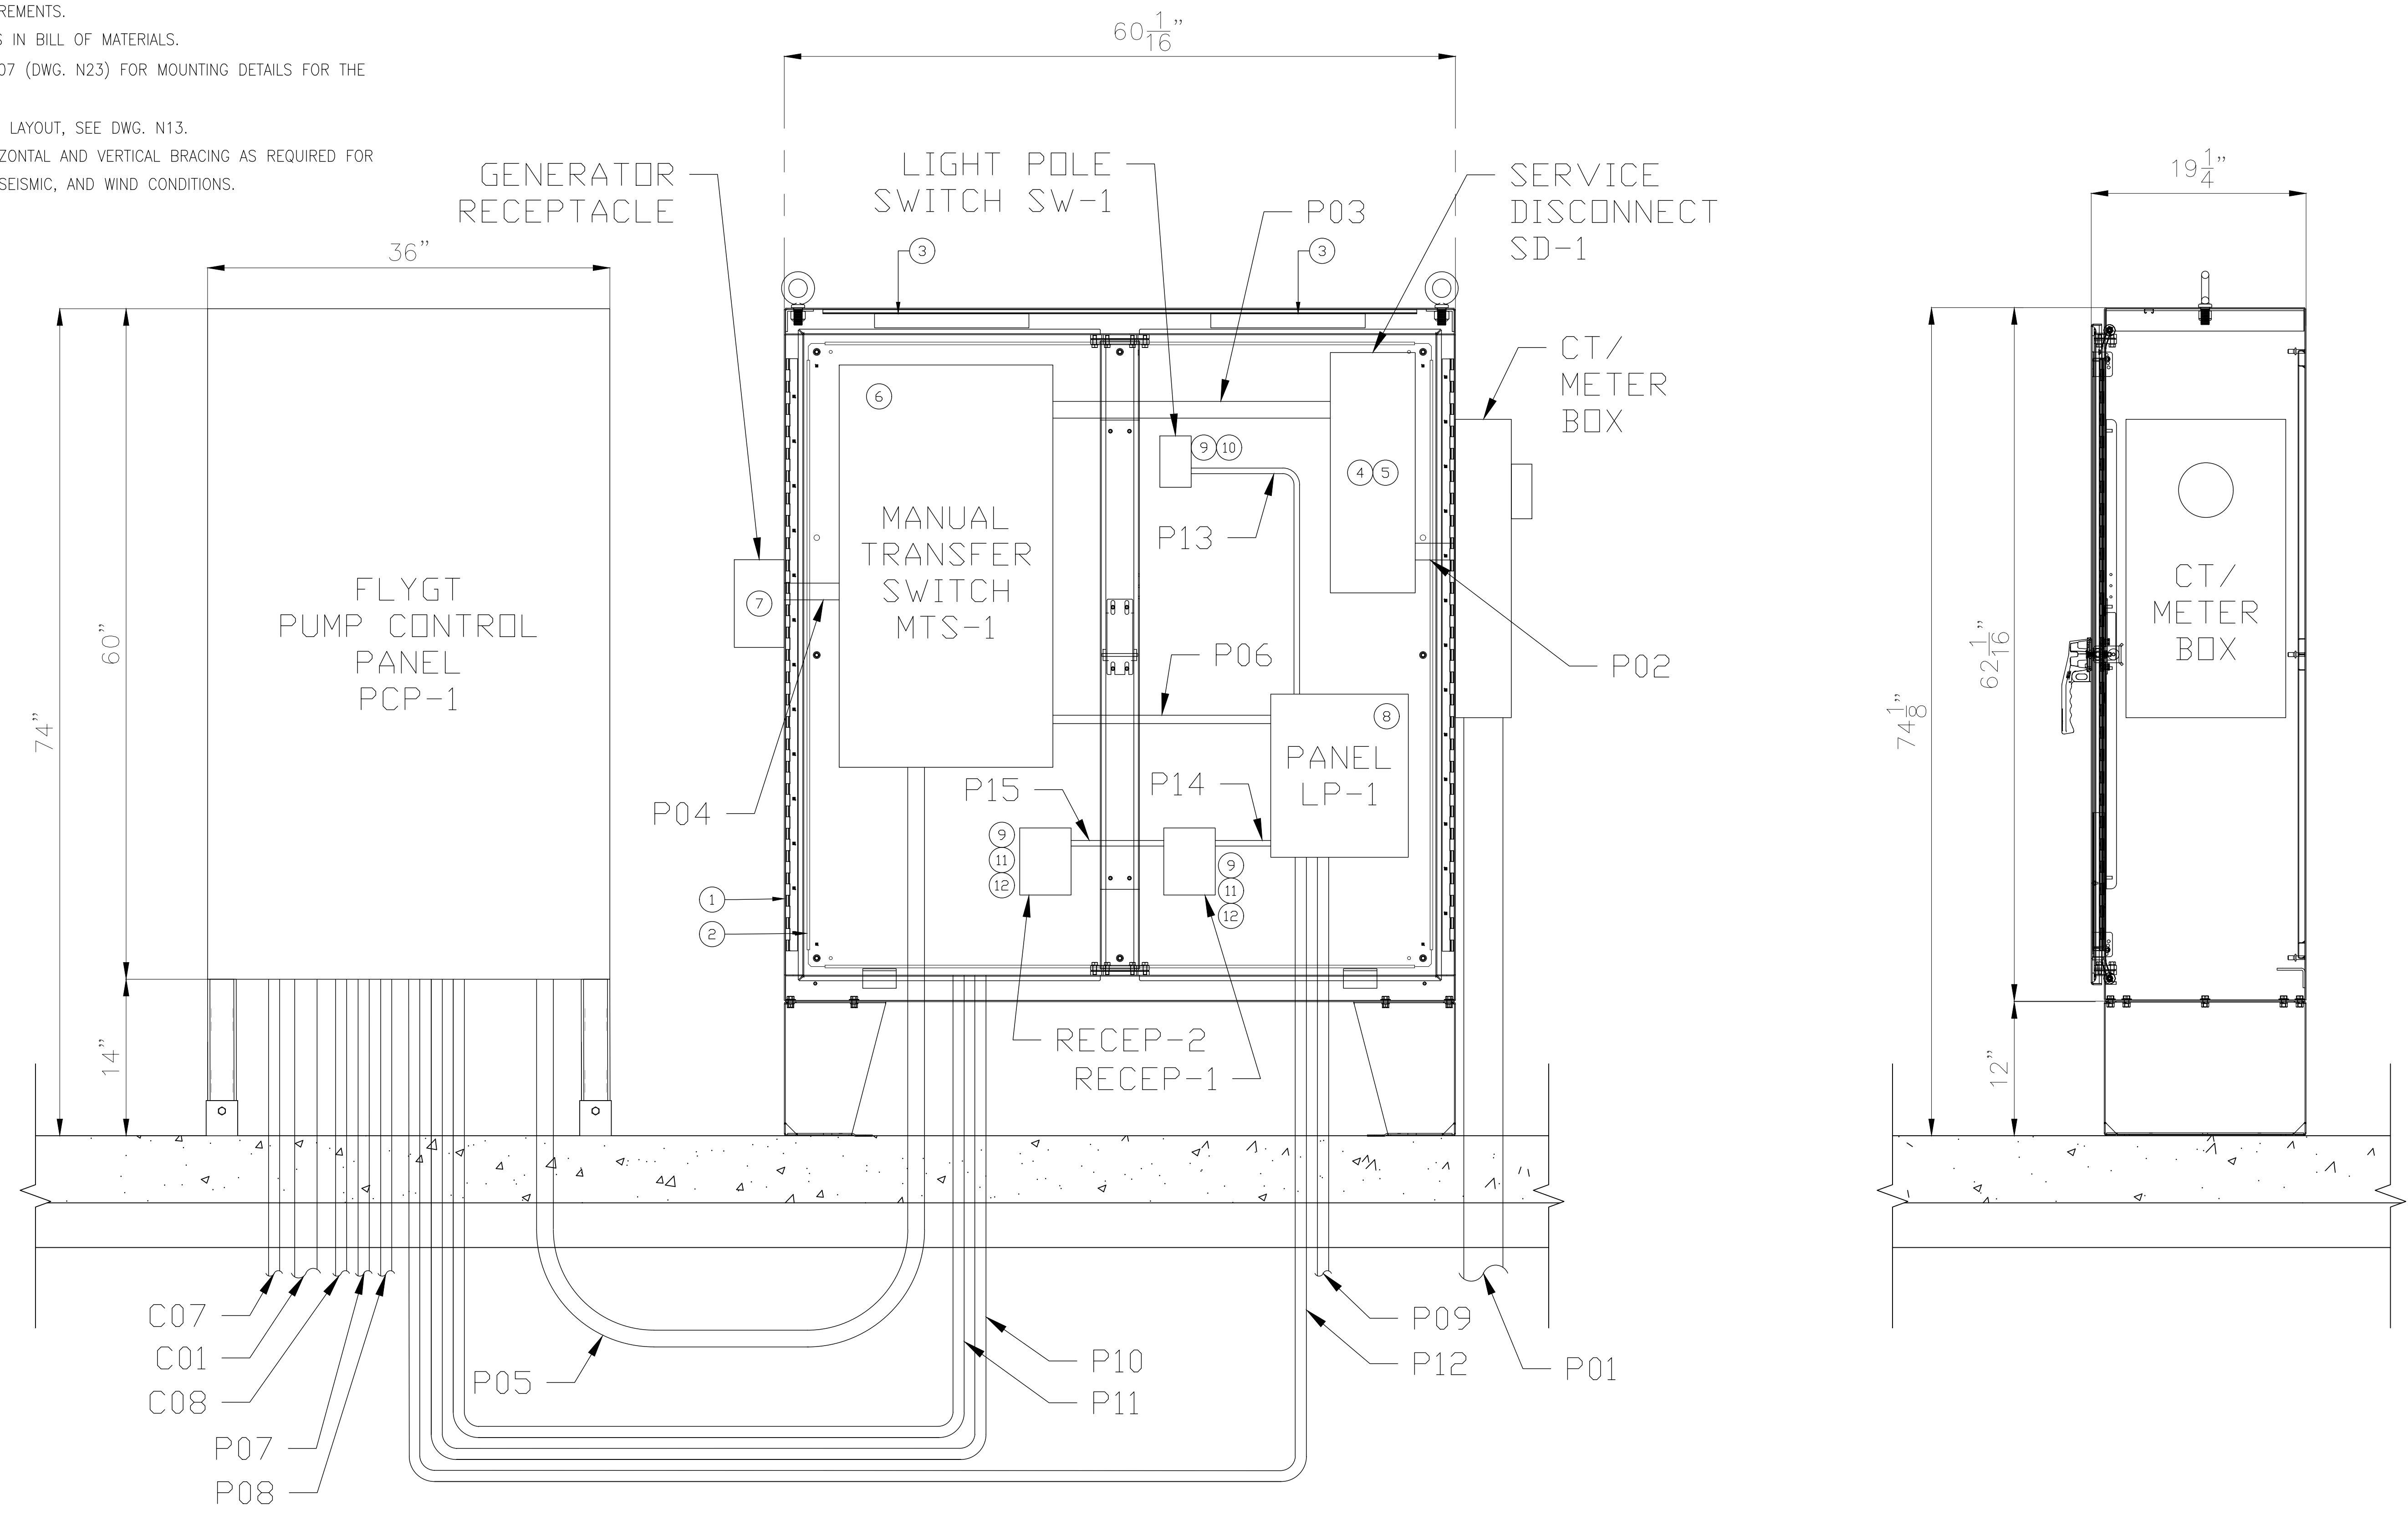 REMENTS.
S IN BILL OF MATERIALS.
07 (DWG. N23) FOR MOUNTING DETAILS FOR THE
LAYOUT, SEE DWG. N13.
ZONTAL AND VERTICAL BRACING AS REQUIRED FOR
SEISMIC, AND WIND CONDITIONS.
60 1/16"
19 1/4"
GENERATOR
RECEPTACLE
LIGHT POLE
SWITCH SW-1
P03
SERVICE
DISCONNECT
SD-1
36"
3
3
CT/
METER
BOX
6
9 10
4 5
P13
MANUAL
TRANSFER
SWITCH
MTS-1
7
FLYGT
PUMP CONTROL
PANEL
PCP-1
60"
74"
14"
P06
P02
8
PANEL
LP-1
P04
P15
P14
9
11
12
9
11
12
1
2
RECEP-2
RECEP-1
CT/
METER
BOX
62 1/16"
74 1/8"
12"
C07
C01
C08
P07
P08
P05
P10
P11
P09
P12
P01